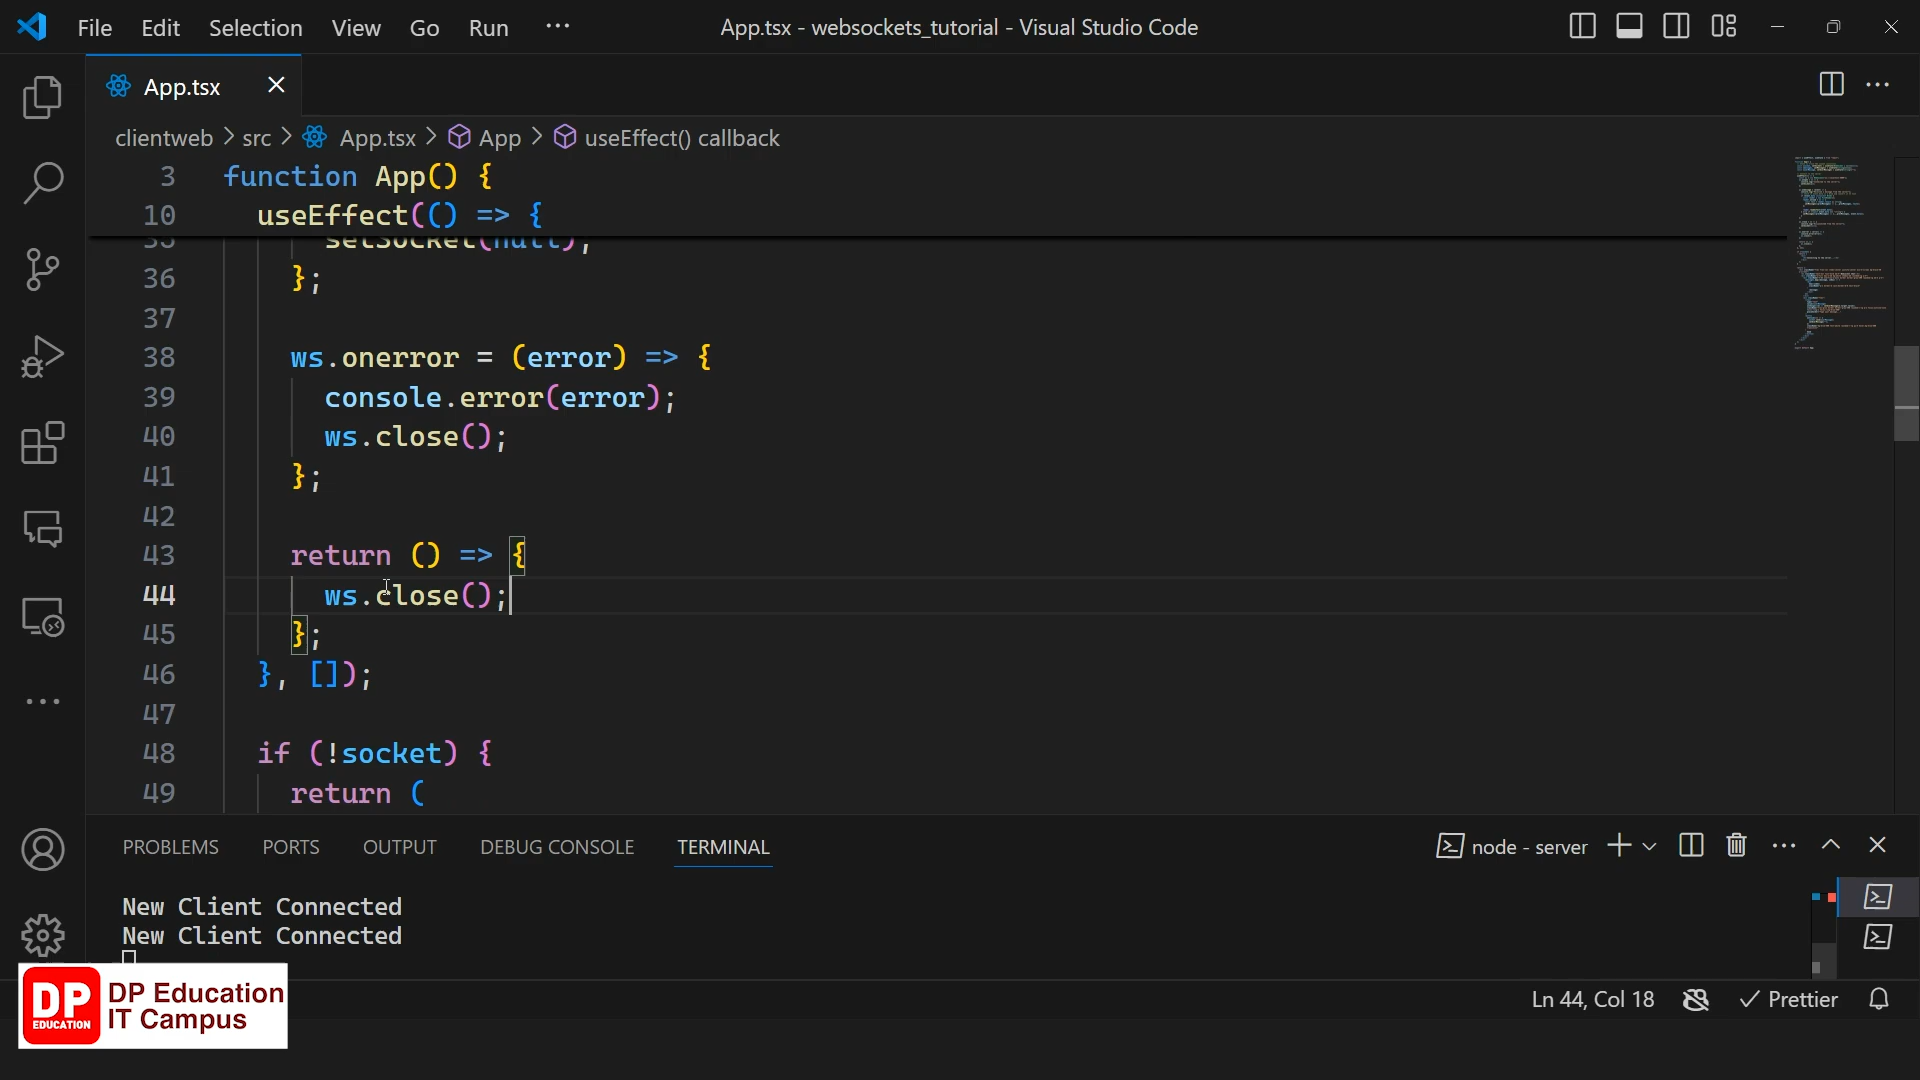 File Edit Selection View Go Run ··· App.tsx - websockets_tutorial - Visual Studio Code
App.tsx
clientweb > src > App.tsx > App > useEffect() callback
3 function App() {
10 useEffect(() => {
35 setSocket(null);
36 };
37
38 ws.onerror = (error) => {
39 console.error(error);
40 ws.close();
41 };
42
43 return () => {
44 ws.close();
45 };
46 }, []);
47
48 if (!socket) {
49 return (
PROBLEMS PORTS OUTPUT DEBUG CONSOLE TERMINAL node - server
New Client Connected
New Client Connected
DP EDUCATION
DP Education
IT Campus
Ln 44, Col 18 Prettier